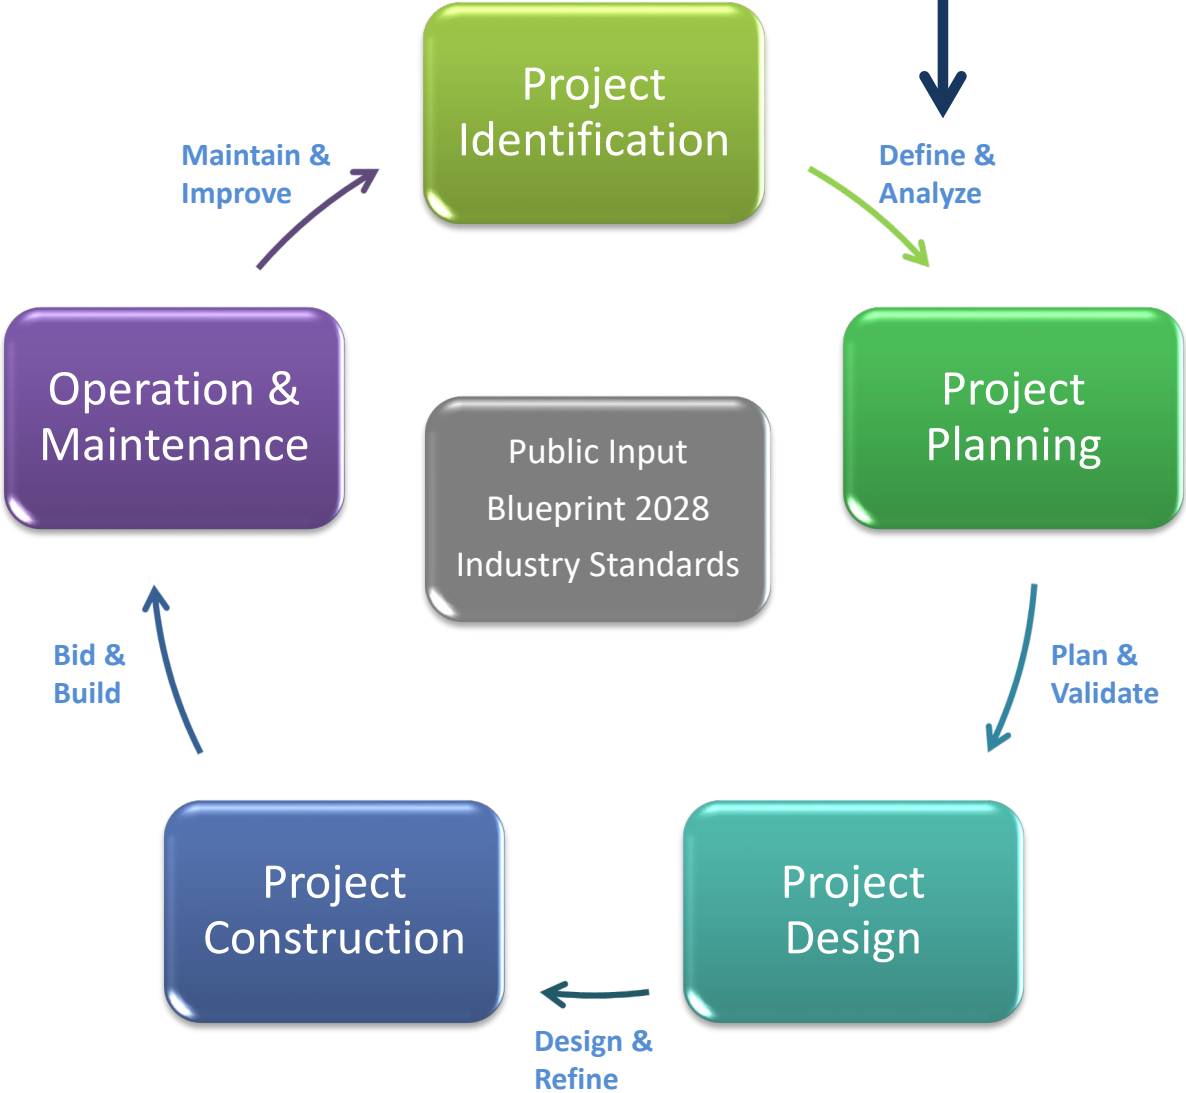 Project
Identification
Define &
Analyze
Project
Planning
Plan &
Validate
Project
Design
Design &
Refine
Project
Construction
Bid &
Build
Operation &
Maintenance
Maintain &
Improve
Public Input
Blueprint 2028
Industry Standards